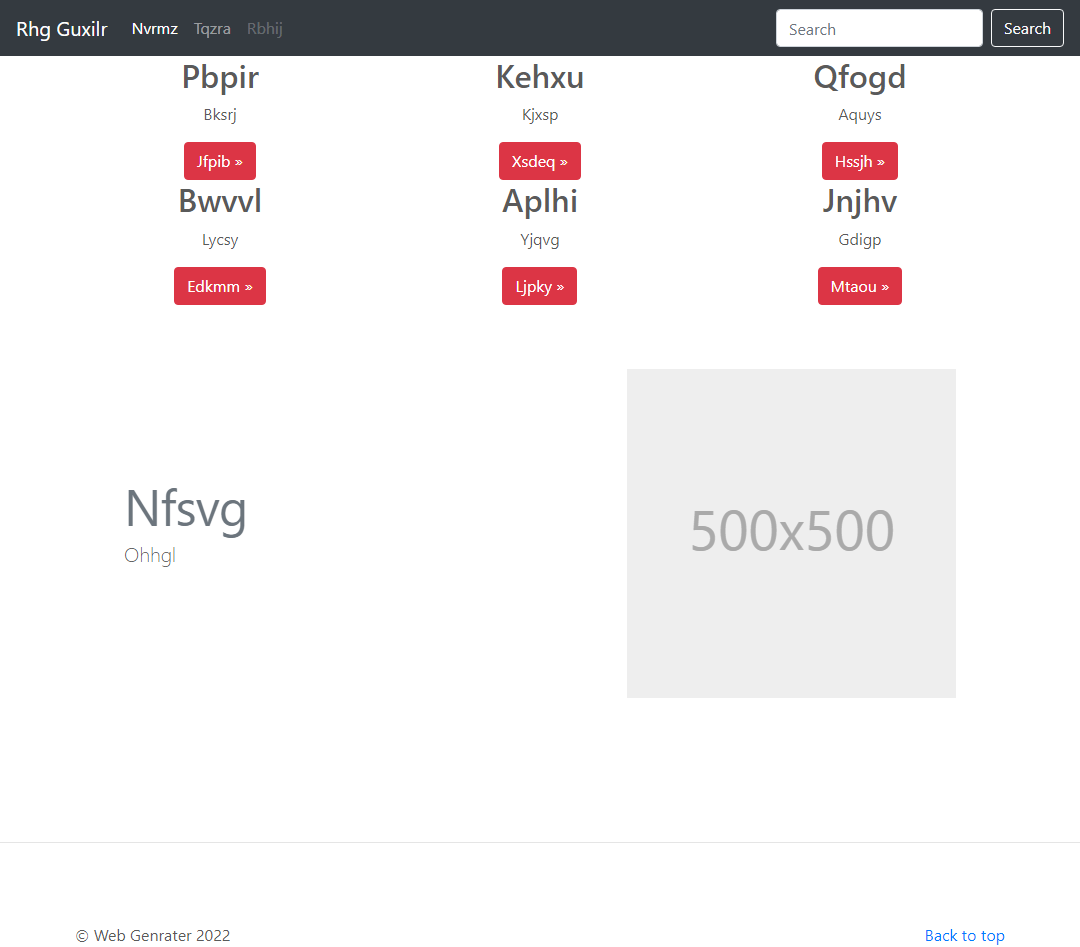 Rhg Guxilr Nvrmz Tqzra Rbhij Search Search
Pbpir Kehxu Qfogd
Bksrj Kjxsp Aquys
Jfpib » Xsdeq » Hssjh »
Bwvvl Aplhi Jnjhv
Lycsy Yjqvg Gdigp
Edkmm » Ljpky » Mtaou »
Nfsvg
Ohhgl
500x500
© Web Genrater 2022 Back to top